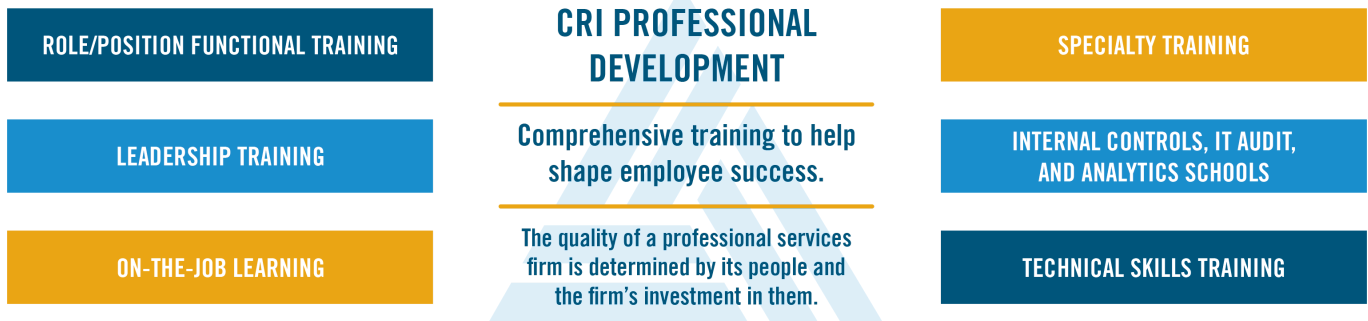 ROLE/POSITION FUNCTIONAL TRAINING
LEADERSHIP TRAINING
ON-THE-JOB LEARNING
CRI PROFESSIONAL
DEVELOPMENT
Comprehensive training to help
shape employee success.
The quality of a professional services
firm is determined by its people and
the firm's investment in them.
SPECIALTY TRAINING
INTERNAL CONTROLS, IT AUDIT,
AND ANALYTICS SCHOOLS
TECHNICAL SKILLS TRAINING